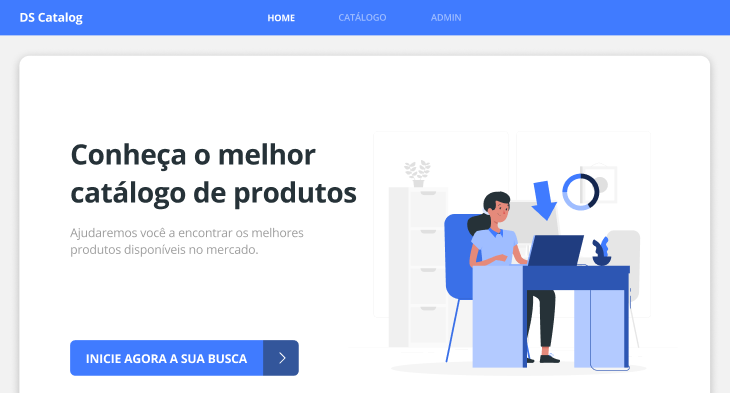 DS Catalog
HOME
CATÁLOGO
ADMIN
Conheça o melhor
catálogo de produtos
Ajudaremos você a encontrar os melhores
produtos disponíveis no mercado.
INICIE AGORA A SUA BUSCA